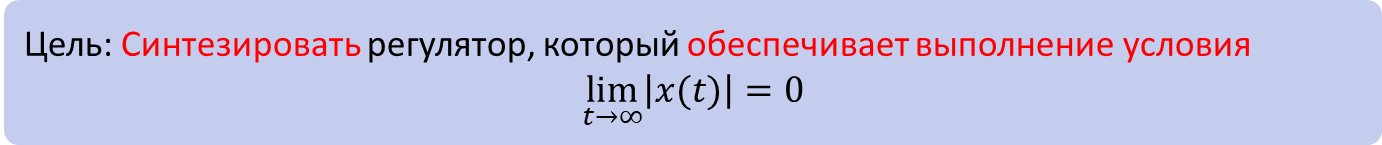 Цель: Синтезировать регулятор, который обеспечивает выполнение условия
lim|x(t)| = 0
t→∞